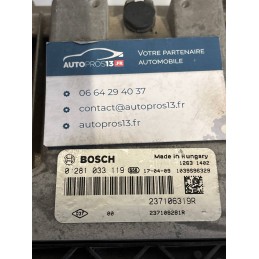 AUTOPROS13.FR
VOTRE PARTENAIRE
AUTOMOBILE
06 64 29 40 37
contact@autopros13.fr
autopros13.fr
BOSCH
Made in Hungary
1263 1402
0 281 033 119 17-04-09 1039S96329
237106319R
00 237106281R